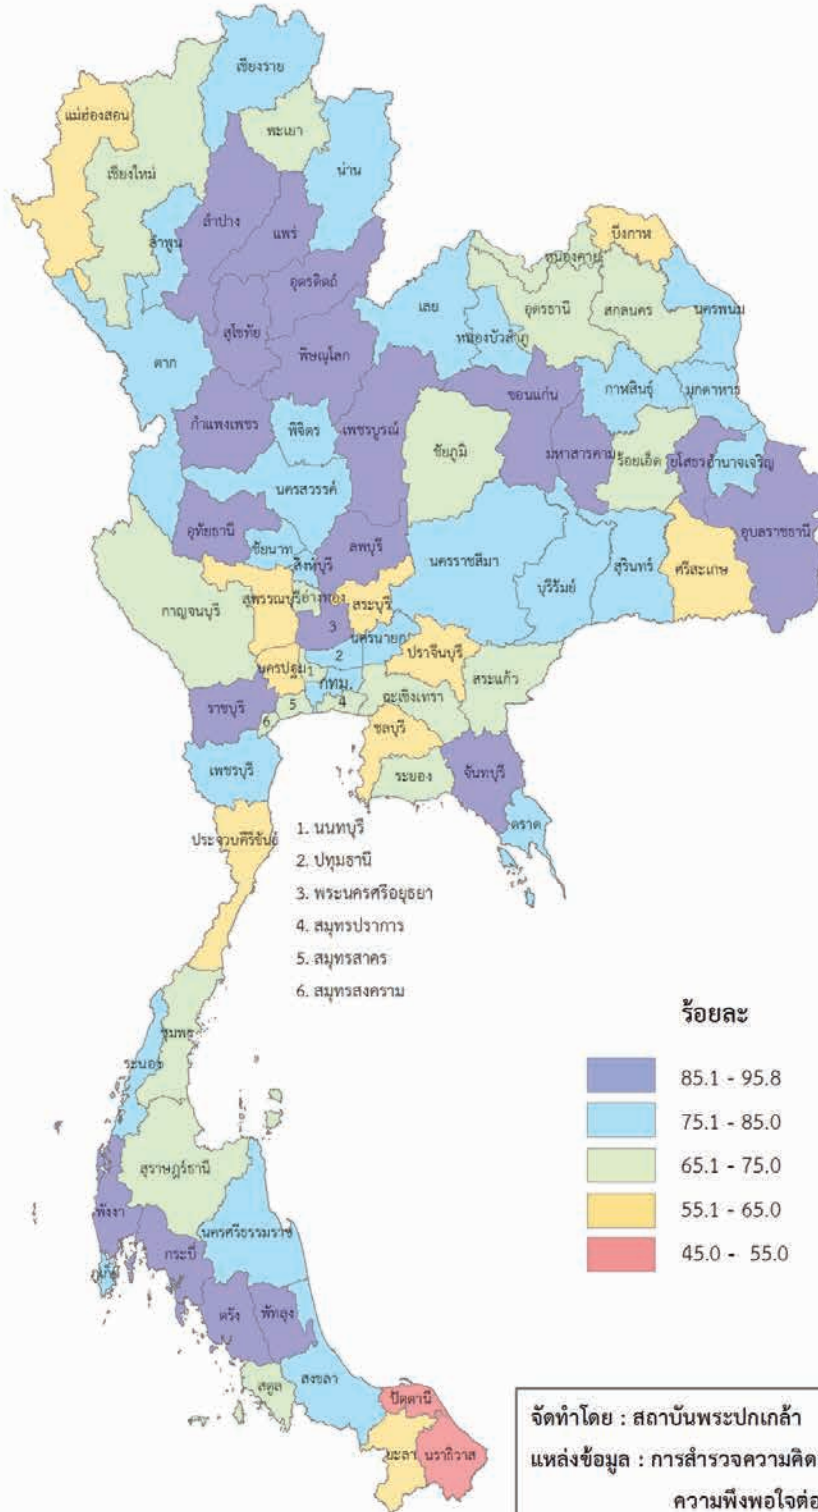 เชียงราย
แม่ฮ่องสอน
พะเยา
เชียงใหม่
น่าน
ลำปาง
แพร่
ลำพูน
บึงกาฬ
หนองคาย
อุตรดิตถ์
เลย
อุดรธานี
สกลนคร
นครพนม
สุโขทัย
หนองบัวลำภู
พิษณุโลก
ตาก
ขอนแก่น
กาฬสินธุ์
มุกดาหาร
กำแพงเพชร
พิจิตร
เพชรบูรณ์
ชัยภูมิ
มหาสารคาม
ร้อยเอ็ด
ยโสธร
อำนาจเจริญ
นครสวรรค์
อุบลราชธานี
อุทัยธานี
ชัยนาท
ลพบุรี
นครราชสีมา
สิงห์บุรี
บุรีรัมย์
สุรินทร์
ศรีสะเกษ
กาญจนบุรี
สุพรรณบุรี
อ่างทอง
สระบุรี
3
นครนายก
2
ปราจีนบุรี
นครปฐม
1
สระแก้ว
กทม.
ฉะเชิงเทรา
ราชบุรี
5
4
6
ชลบุรี
เพชรบุรี
ระยอง
จันทบุรี
ตราด
ประจวบคีรีขันธ์
1. นนทบุรี
2. ปทุมธานี
3. พระนครศรีอยุธยา
4. สมุทรปราการ
5. สมุทรสาคร
6. สมุทรสงคราม
ชุมพร
ระนอง
สุราษฎร์ธานี
พังงา
นครศรีธรรมราช
กระบี่
ภูเก็ต
ตรัง
พัทลุง
สตูล
สงขลา
ปัตตานี
ยะลา
นราธิวาส
ร้อยละ
85.1 - 95.8
75.1 - 85.0
65.1 - 75.0
55.1 - 65.0
45.0 - 55.0
จัดทำโดย : สถาบันพระปกเกล้า
แหล่งข้อมูล : การสำรวจความคิด
ความพึงพอใจต่อ